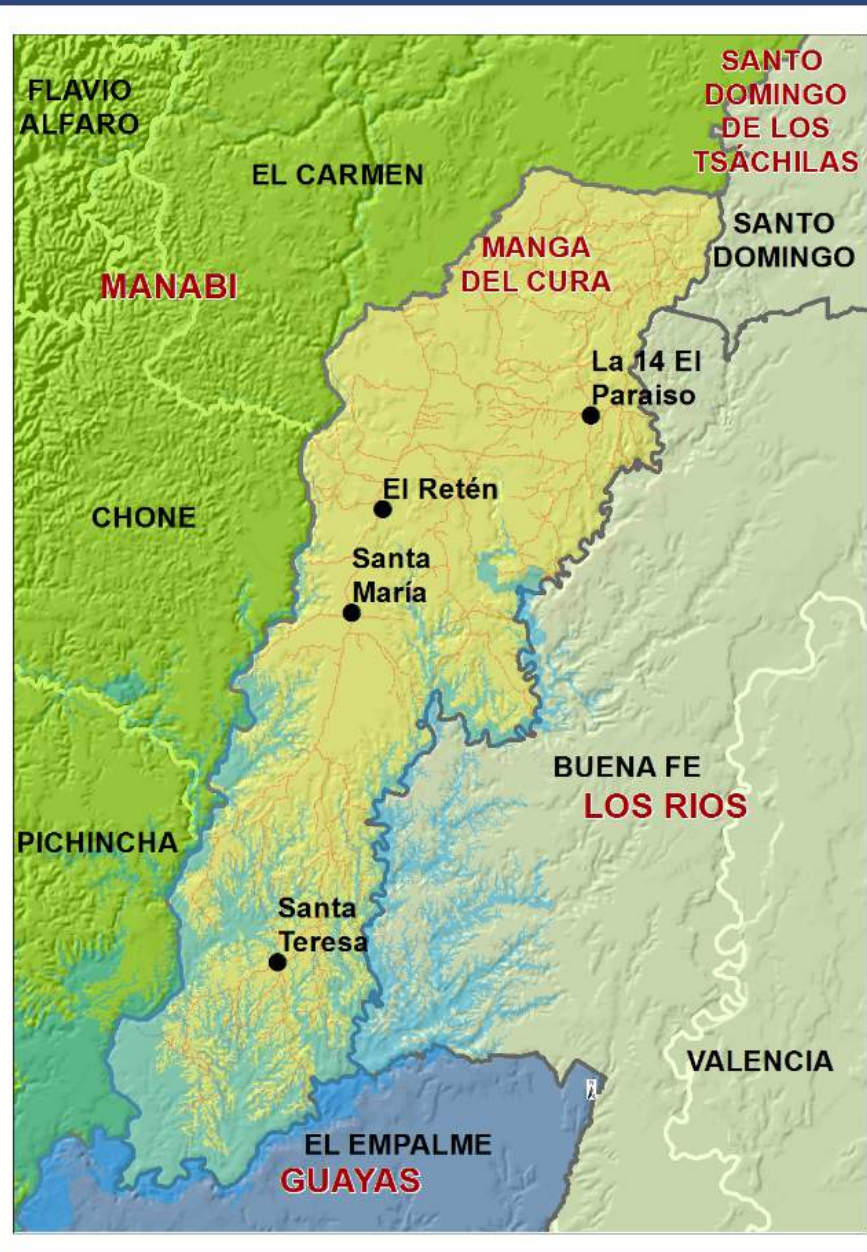 FLAVIO
ALFARO
SANTO
DOMINGO
DE LOS
TSÁCHILAS
EL CARMEN
SANTO
DOMINGO
MANGA
DEL CURA
MANABI
La 14 El
Paraiso
El Retén
CHONE
Santa
María
BUENA FE
LOS RIOS
PICHINCHA
Santa
Teresa
VALENCIA
EL EMPALME
GUAYAS